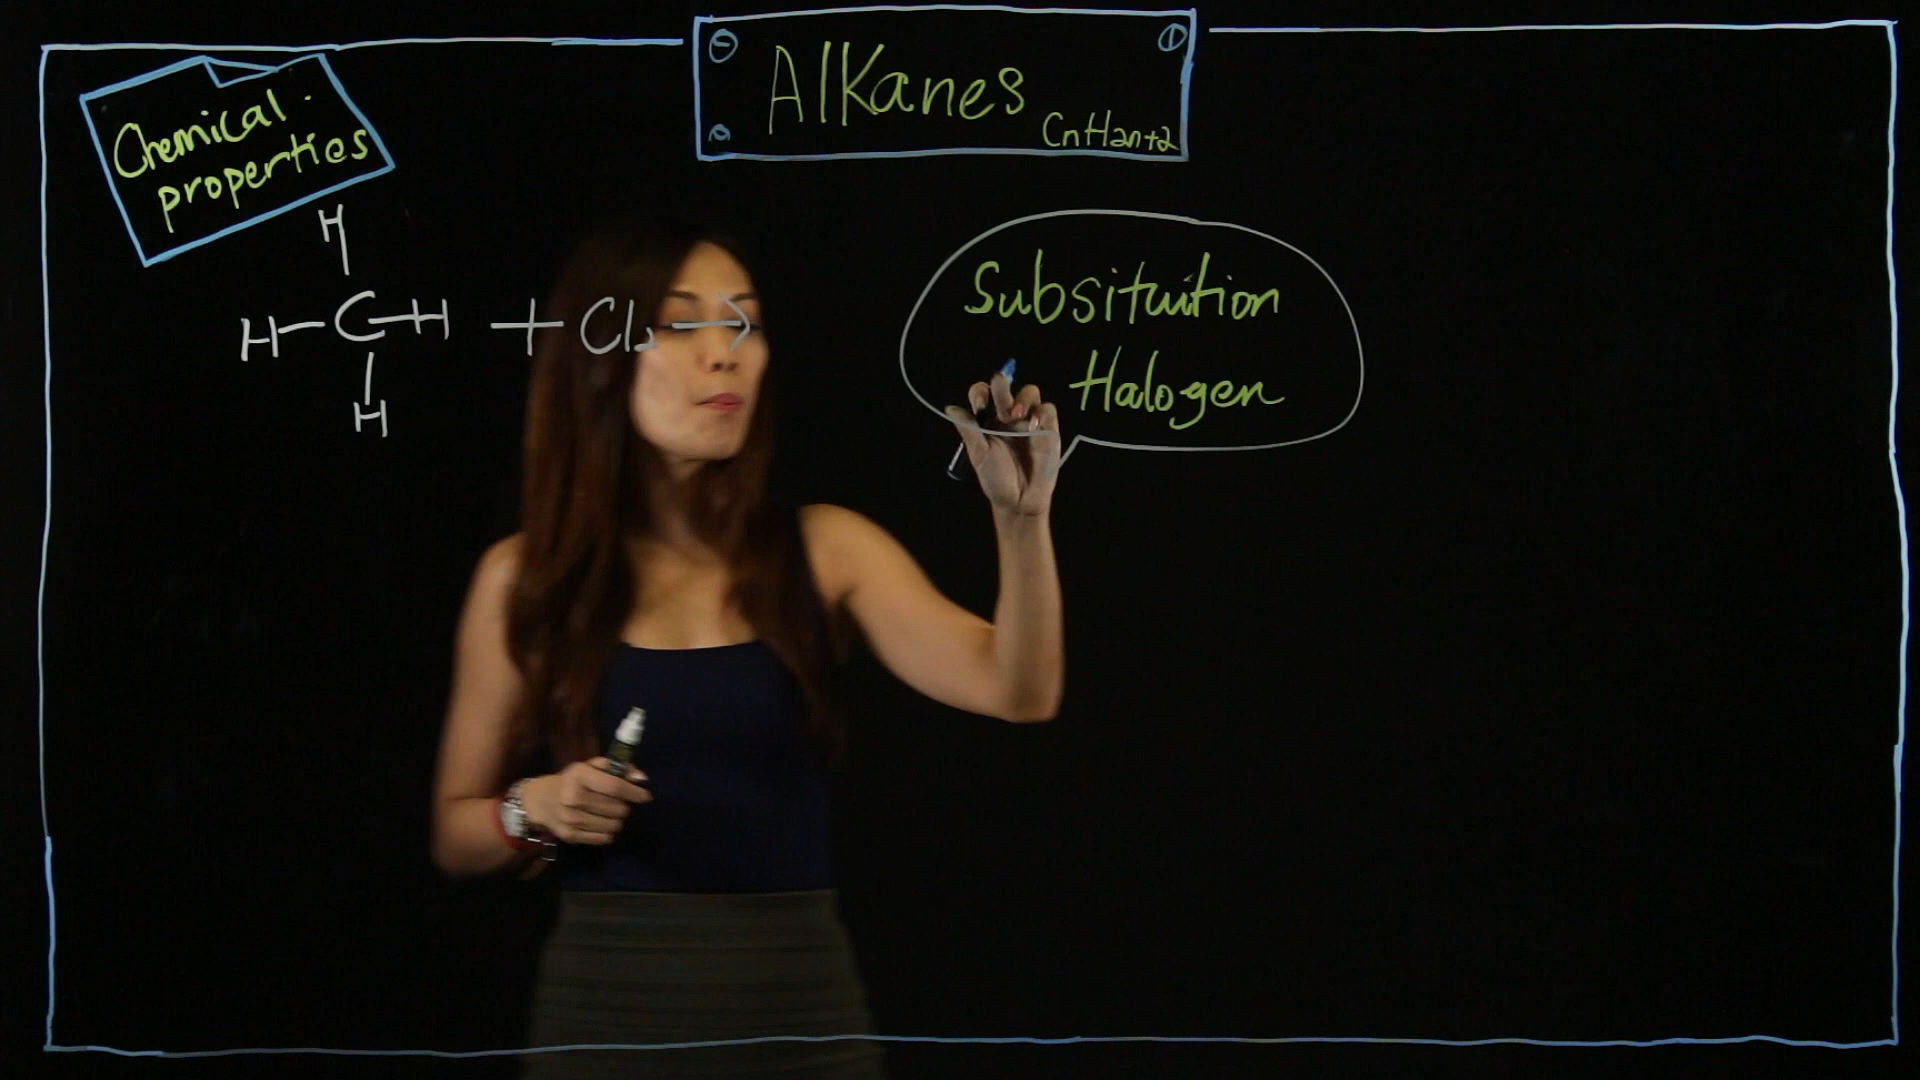 Alkanes
CnH2n+2
Chemical
properties
H
H-C-H + Cl₂ →
H
Subsituition
Halogen